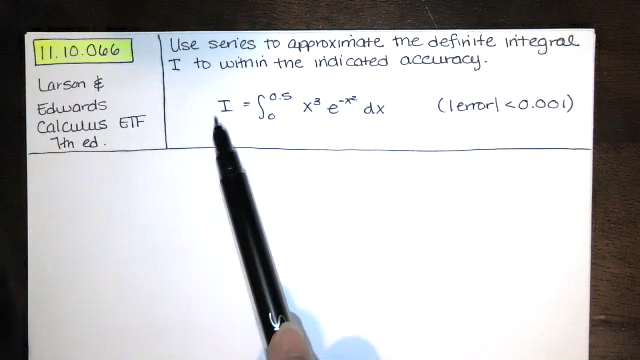 11.10.066
Larson &
Edwards
Calculus ETF
7th ed.
Use series to approximate the definite integral
I to within the indicated accuracy.
I = ∫₀^0.5 x³ e^-x² dx (|error| < 0.001)